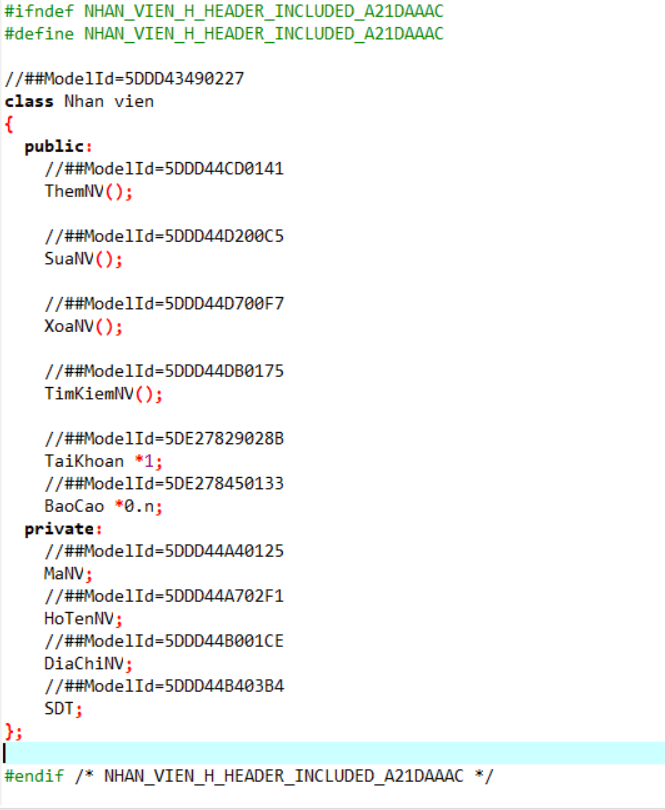 #ifndef NHAN_VIEN_H_HEADER_INCLUDED_A21DAAAC
#define NHAN_VIEN_H_HEADER_INCLUDED_A21DAAAC
//##ModelId=5DDD43490227
class Nhan vien
{
public:
//##ModelId=5DDD44CD0141
ThemNV();
//##ModelId=5DDD44D200C5
SuaNV();
//##ModelId=5DDD44D700F7
XoaNV();
//##ModelId=5DDD44DB0175
TimKiemNV();
//##ModelId=5DE27829028B
TaiKhoan *1;
//##ModelId=5DE278450133
BaoCao *0.n;
private:
//##ModelId=5DDD44A40125
MaNV;
//##ModelId=5DDD44A702F1
HoTenNV;
//##ModelId=5DDD44B001CE
DiaChiNV;
//##ModelId=5DDD44B403B4
SDT;
};
#endif /* NHAN_VIEN_H_HEADER_INCLUDED_A21DAAAC */